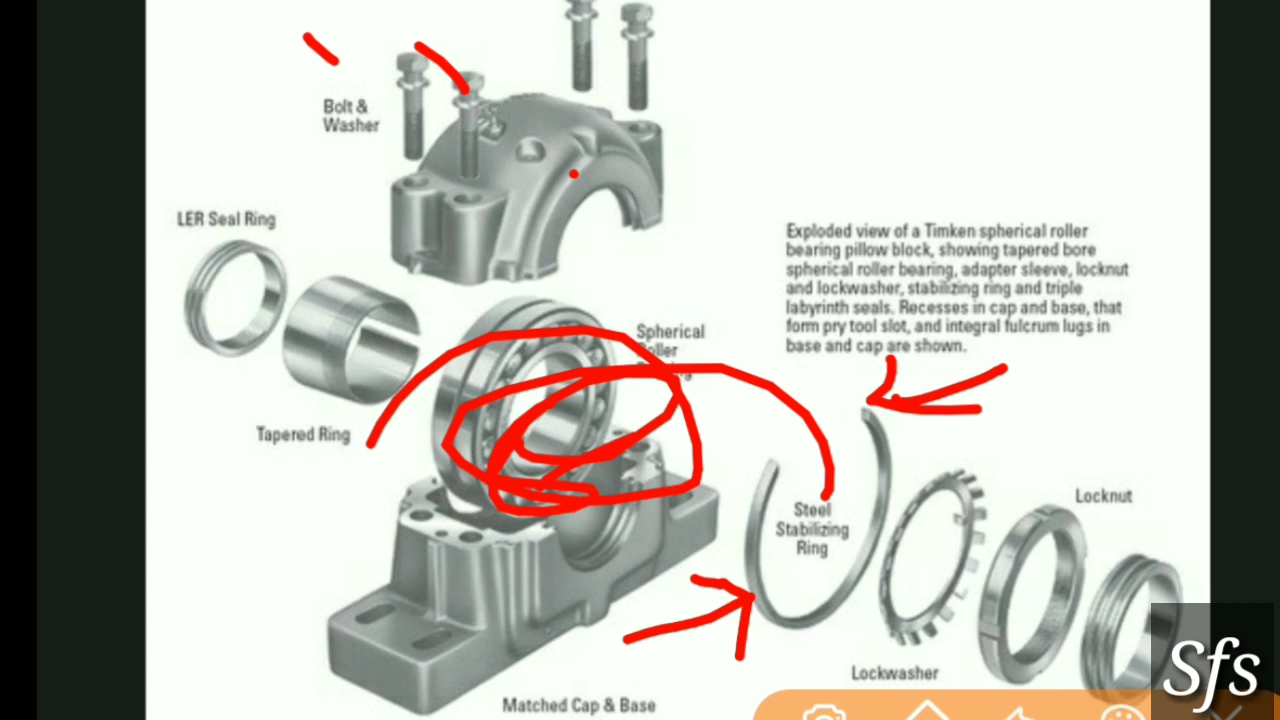 Bolt &
Washer
LER Seal Ring
Exploded view of a Timken spherical roller
bearing pillow block, showing tapered bore
spherical roller bearing, adapter sleeve, locknut
and lockwasher, stabilizing ring and triple
labyrinth seals. Recesses in cap and base, that
form pry tool slot, and integral fulcrum lugs in
base and cap are shown.
Spherical
Tapered Ring
Steel
Stabilizing
Ring
Locknut
Lockwasher
Matched Cap & Base
Sfs